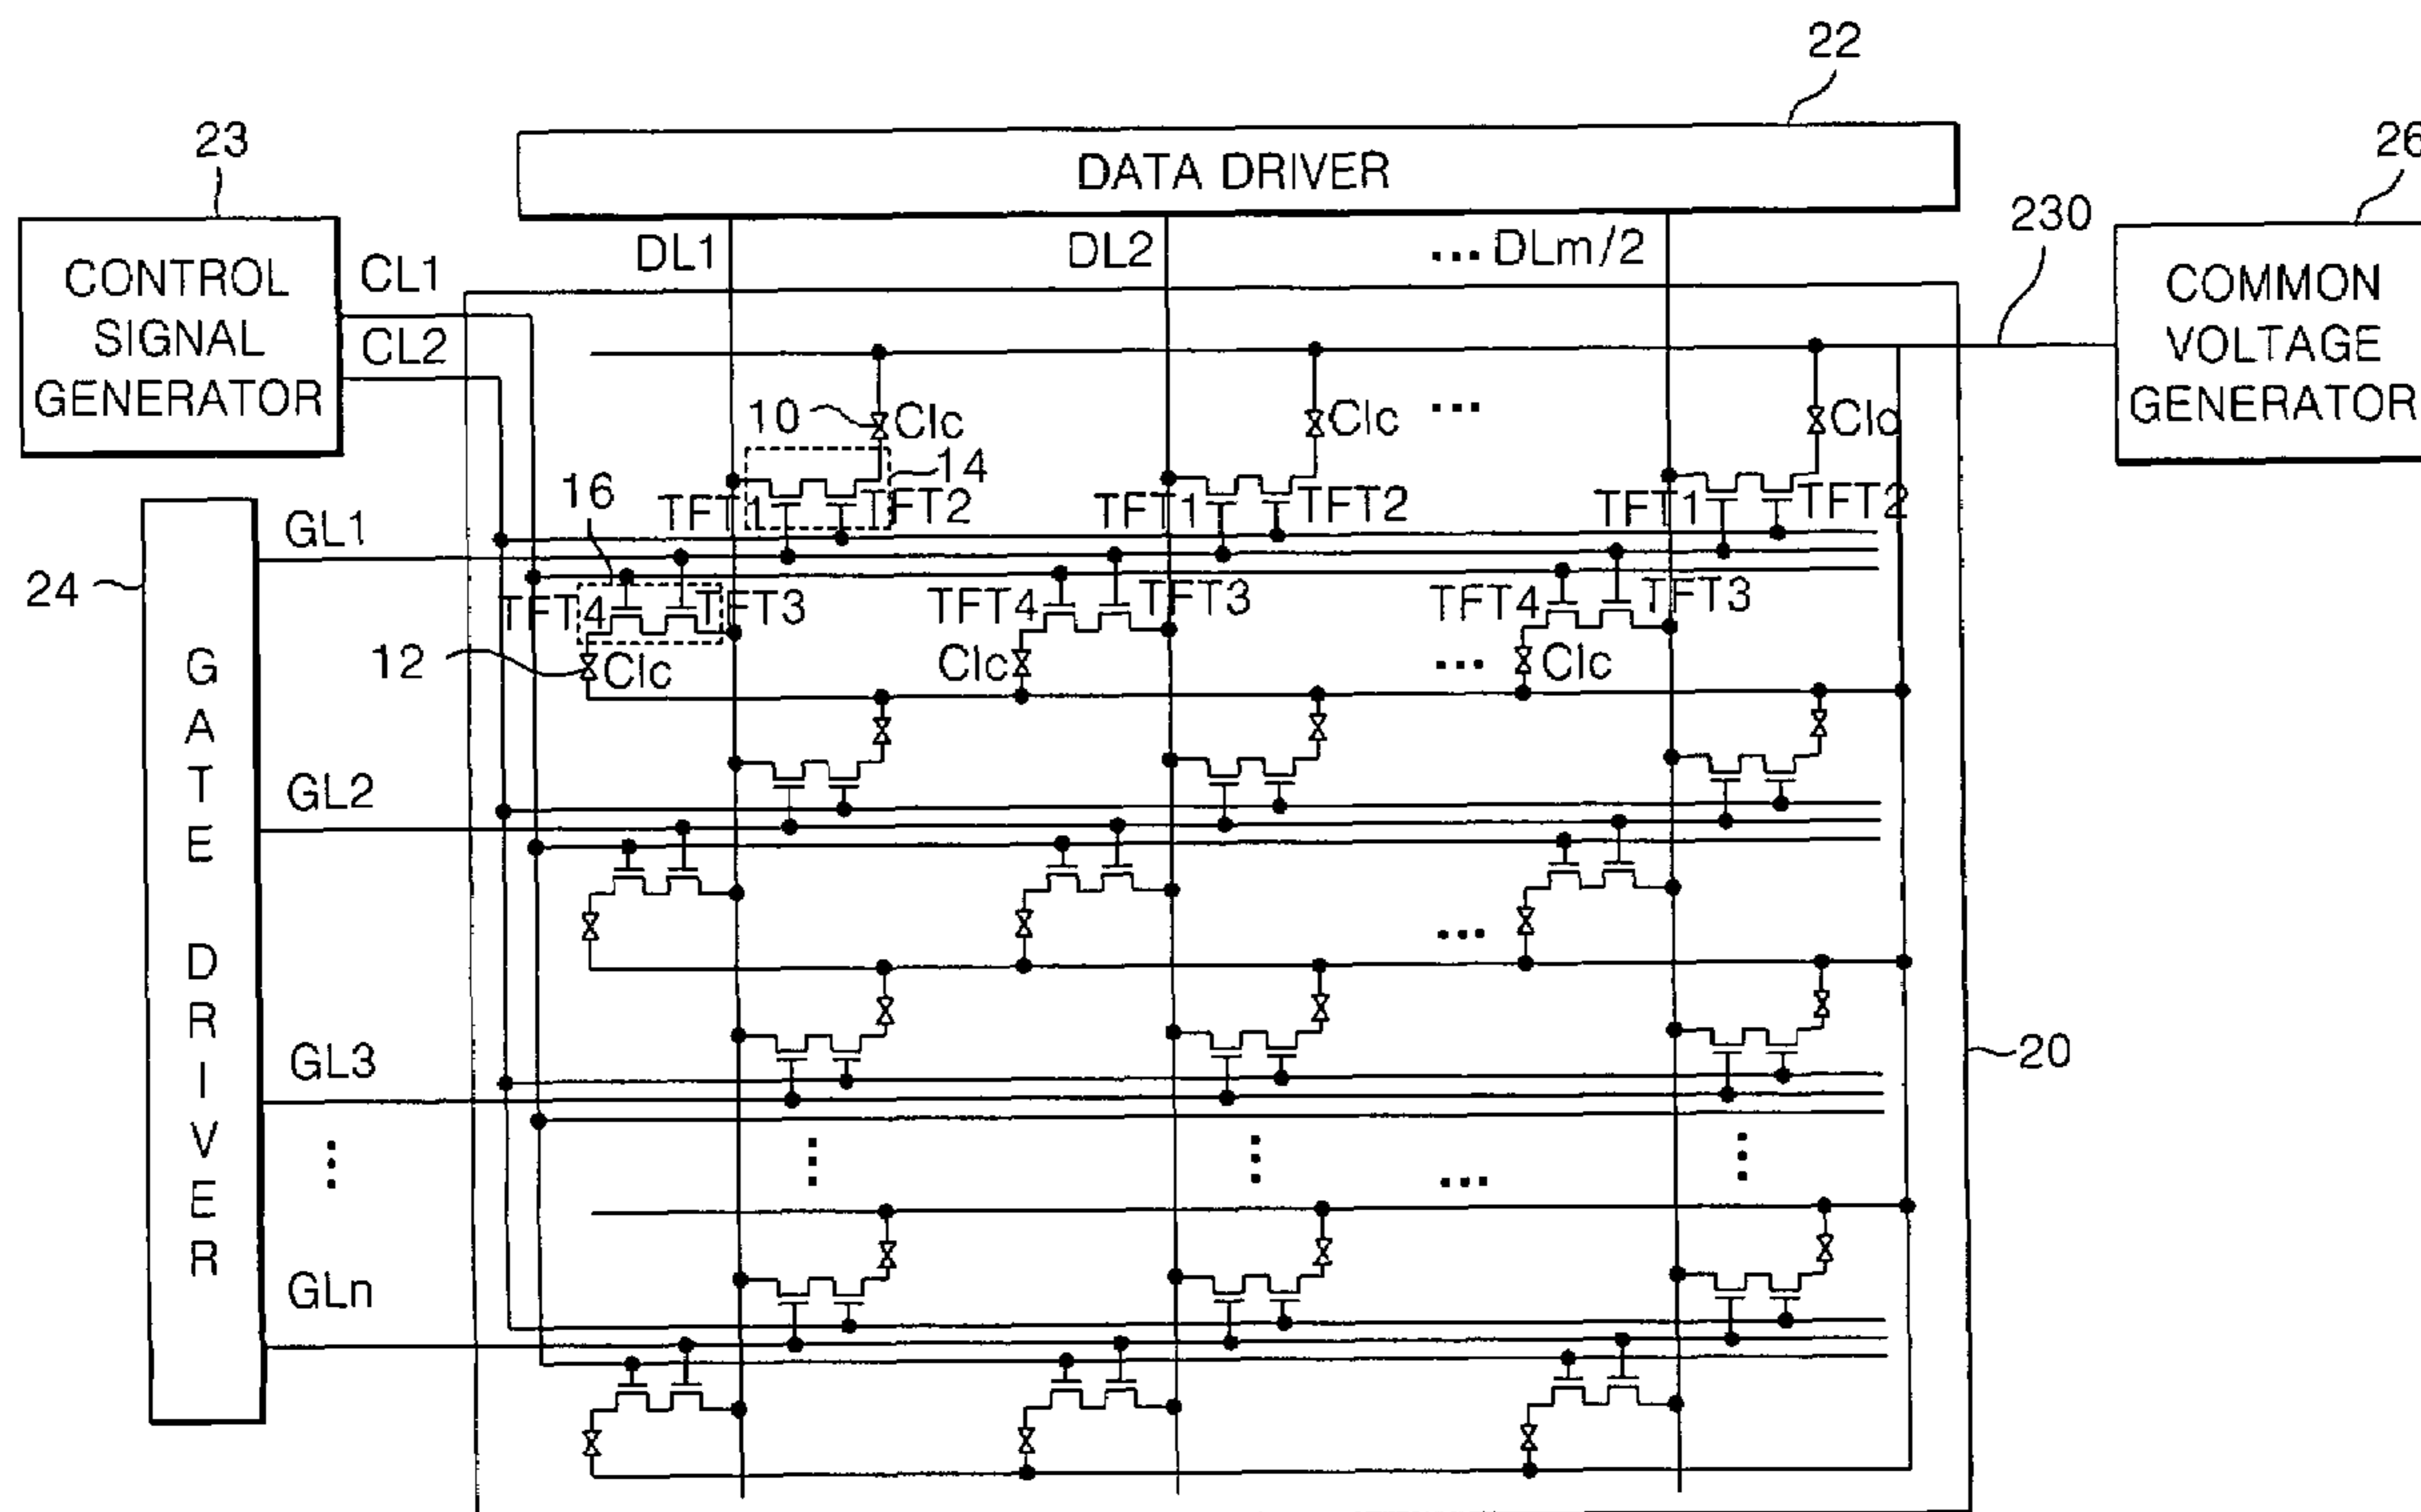 22
23
26
DATA DRIVER
230
CONTROL
SIGNAL
GENERATOR
CL1
CL2
DL1
DL2
... DLm/2
COMMON
VOLTAGE
GENERATOR
10
Clc
Clc
...
Clc
14
16
TFT1
TFT2
TFT1
TFT2
TFT1
TFT2
GL1
24
TFT4
TFT3
TFT4
TFT3
TFT4
TFT3
12
Clc
Clc
...
Clc
GATE DRIVER
GL2
...
GL3
20
...
GLn